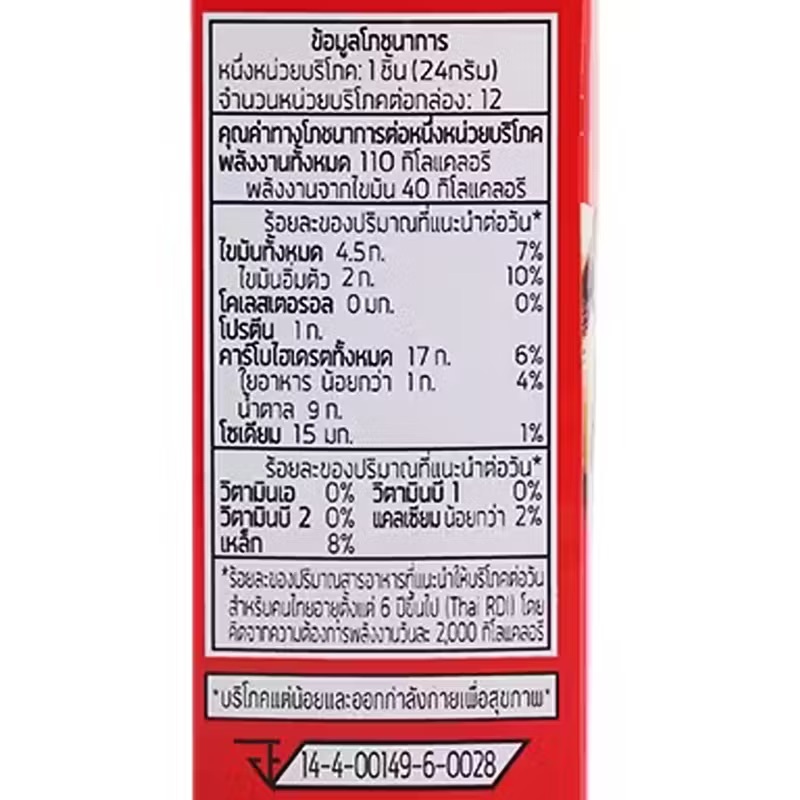 ข้อมูลโภชนาการ
หนึ่งหน่วยบริโภค: 1 ชิ้น (24กรัม)
จำนวนหน่วยบริโภคต่อกล่อง: 12
คุณค่าทางโภชนาการต่อหนึ่งหน่วยบริโภค
พลังงานทั้งหมด 110 กิโลแคลอรี
พลังงานจากไขมัน 40 กิโลแคลอรี
ร้อยละของปริมาณที่แนะนำต่อวัน*
ไขมันทั้งหมด 4.5 ก. 7%
ไขมันอิ่มตัว 2 ก. 10%
โคเลสเตอรอล 0 มก. 0%
โปรตีน 1 ก.
คาร์โบไฮเดรตทั้งหมด 17 ก. 6%
ใยอาหาร น้อยกว่า 1 ก. 4%
น้ำตาล 9 ก.
โซเดียม 15 มก. 1%
ร้อยละของปริมาณที่แนะนำต่อวัน*
วิตามินเอ 0% วิตามินบี 1 0%
วิตามินบี 2 0% แคลเซียม น้อยกว่า 2%
เหล็ก 8%
*ร้อยละของปริมาณสารอาหารที่แนะนำให้บริโภคต่อวัน
สำหรับคนไทยอายุตั้งแต่ 6 ปีขึ้นไป (Thai RDI) โดย
คิดจากความต้องการพลังงานวันละ 2,000 กิโลแคลอรี
"บริโภคแต่น้อยและออกกำลังกายเพื่อสุขภาพ"
14-4-00149-6-0028